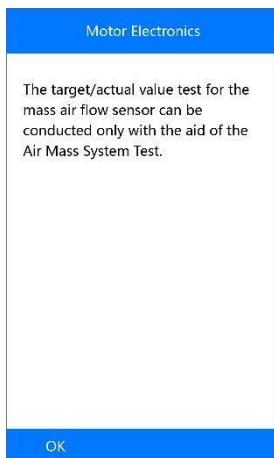 Motor Electronics
The target/actual value test for the
mass air flow sensor can be
conducted only with the aid of the
Air Mass System Test.
OK